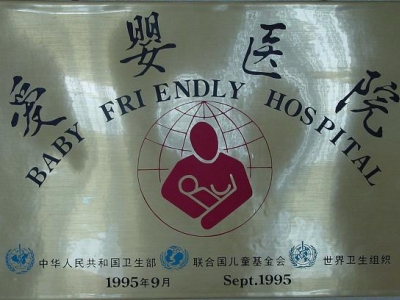 爱婴医院
BABY FRIENDLY HOSPITAL
中华人民共和国卫生部 联合国儿童基金会 世界卫生组织
1995年9月 Sept.1995